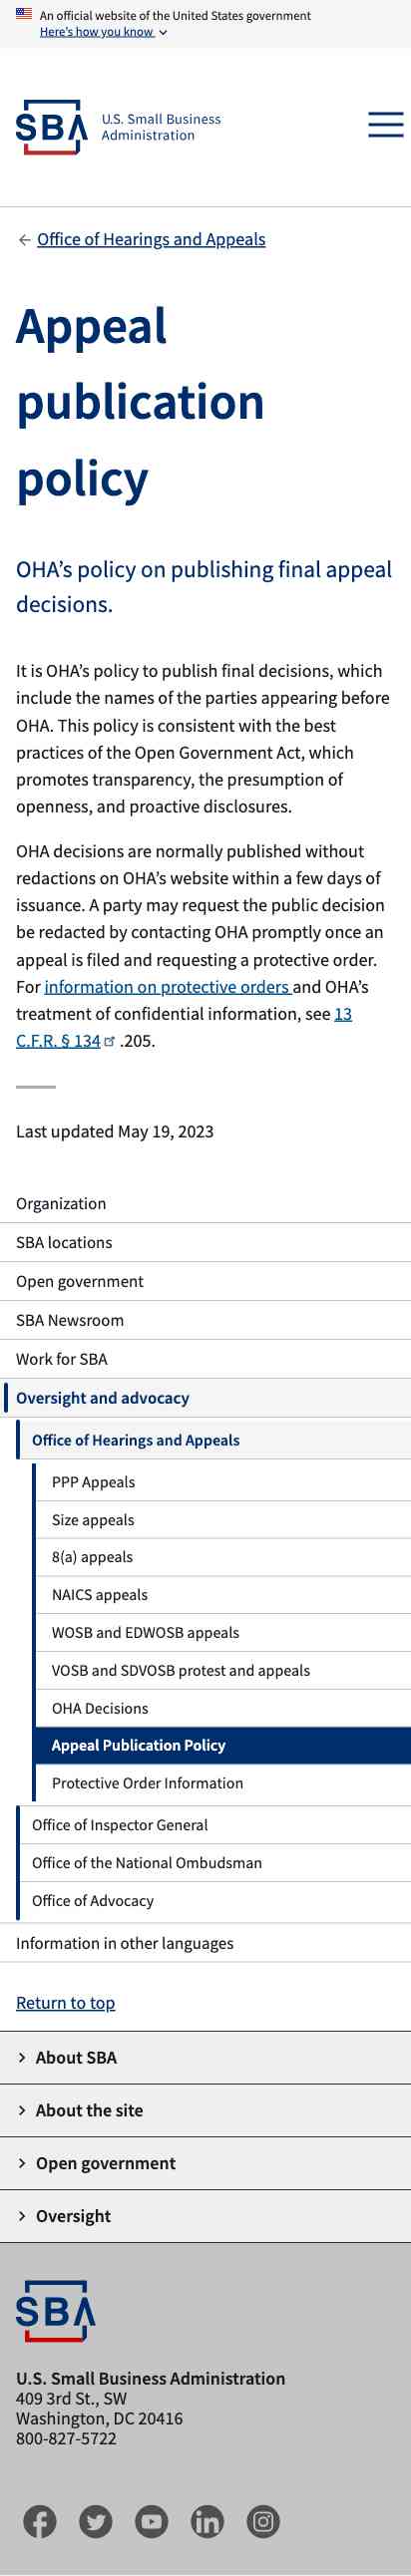 An official website of the United States government
Here's how you know
SBA
U.S. Small Business
Administration
Office of Hearings and Appeals
Appeal
publication
policy
OHA's policy on publishing final appeal
decisions.
It is OHA's policy to publish final decisions, which
include the names of the parties appearing before
OHA. This policy is consistent with the best
practices of the Open Government Act, which
promotes transparency, the presumption of
openness, and proactive disclosures.
OHA decisions are normally published without
redactions on OHA's website within a few days of
issuance. A party may request the public decision
be redacted by contacting OHA promptly once an
appeal is filed and requesting a protective order.
For information on protective orders and OHA's
treatment of confidential information, see 13
C.F.R. § 134 .205.
Last updated May 19, 2023
Organization
SBA locations
Open government
SBA Newsroom
Work for SBA
Oversight and advocacy
Office of Hearings and Appeals
PPP Appeals
Size appeals
8(a) appeals
NAICS appeals
WOSB and EDWOSB appeals
VOSB and SDVOSB protest and appeals
OHA Decisions
Appeal Publication Policy
Protective Order Information
Office of Inspector General
Office of the National Ombudsman
Office of Advocacy
Information in other languages
Return to top
About SBA
About the site
Open government
Oversight
SBA
U.S. Small Business Administration
409 3rd St., SW
Washington, DC 20416
800-827-5722